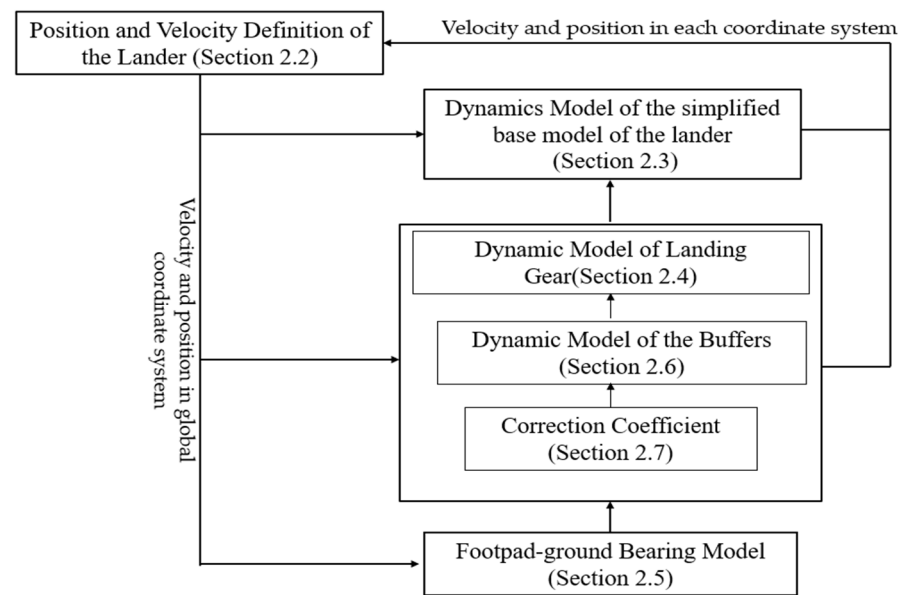 Position and Velocity Definition of
the Lander (Section 2.2)
Velocity and position in each coordinate system
Dynamics Model of the simplified
base model of the lander
(Section 2.3)
Velocity and position in global
coordinate system
Dynamic Model of Landing
Gear(Section 2.4)
Dynamic Model of the Buffers
(Section 2.6)
Correction Coefficient
(Section 2.7)
Footpad-ground Bearing Model
(Section 2.5)